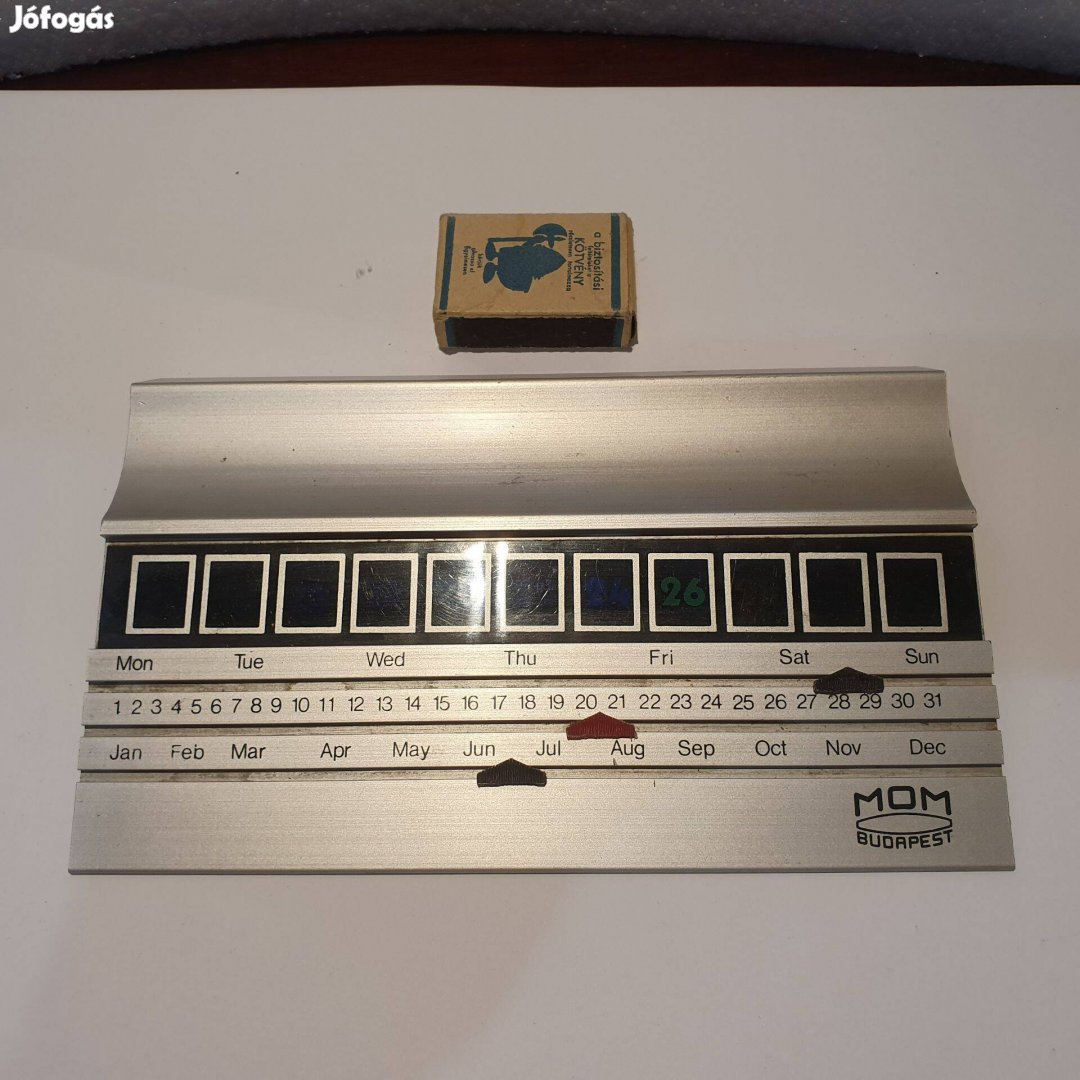 Jófogás
a biztosítási
KÖTVÉNY
24 26
Mon Tue Wed Thu Fri Sat Sun
1 2 3 4 5 6 7 8 9 10 11 12 13 14 15 16 17 18 19 20 21 22 23 24 25 26 27 28 29 30 31
Jan Feb Mar Apr May Jun Jul Aug Sep Oct Nov Dec
MOM
BUDAPEST